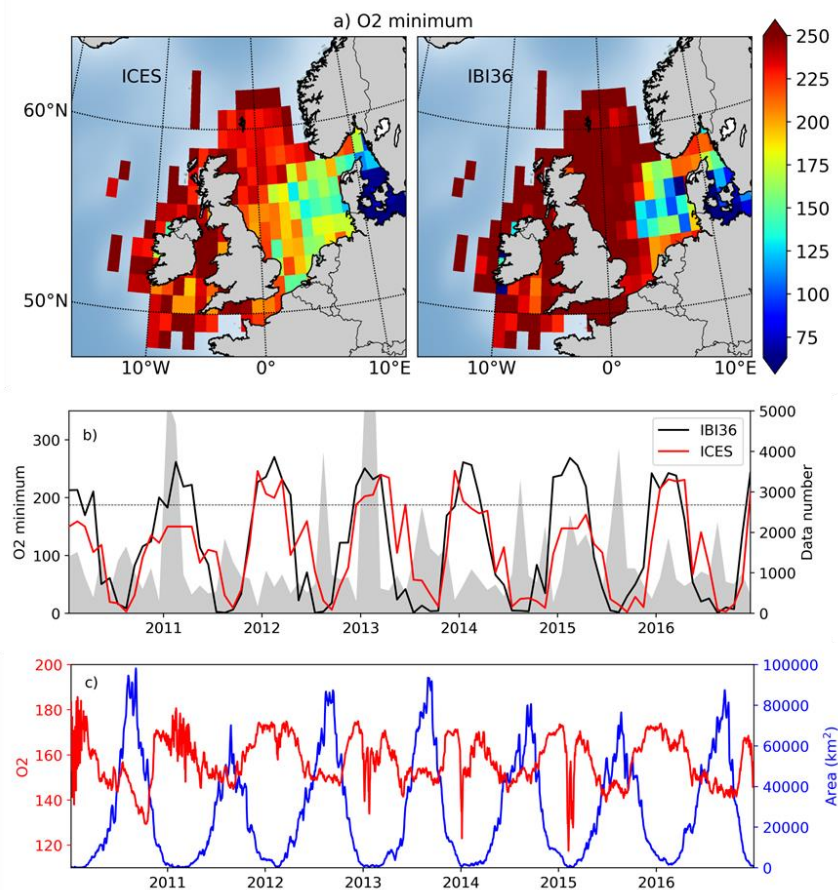 a) O2 minimum
ICES
IBI36
60°N
50°N
10°W
0°
10°E
10°W
0°
10°E
250
225
200
175
150
125
100
75
b)
IBI36
ICES
O2 minimum
300
200
100
0
Data number
5000
4000
3000
2000
1000
0
2011 2012 2013 2014 2015 2016
c)
O2
200
180
160
140
120
Area (km²)
100000
80000
60000
40000
20000
0
2011 2012 2013 2014 2015 2016